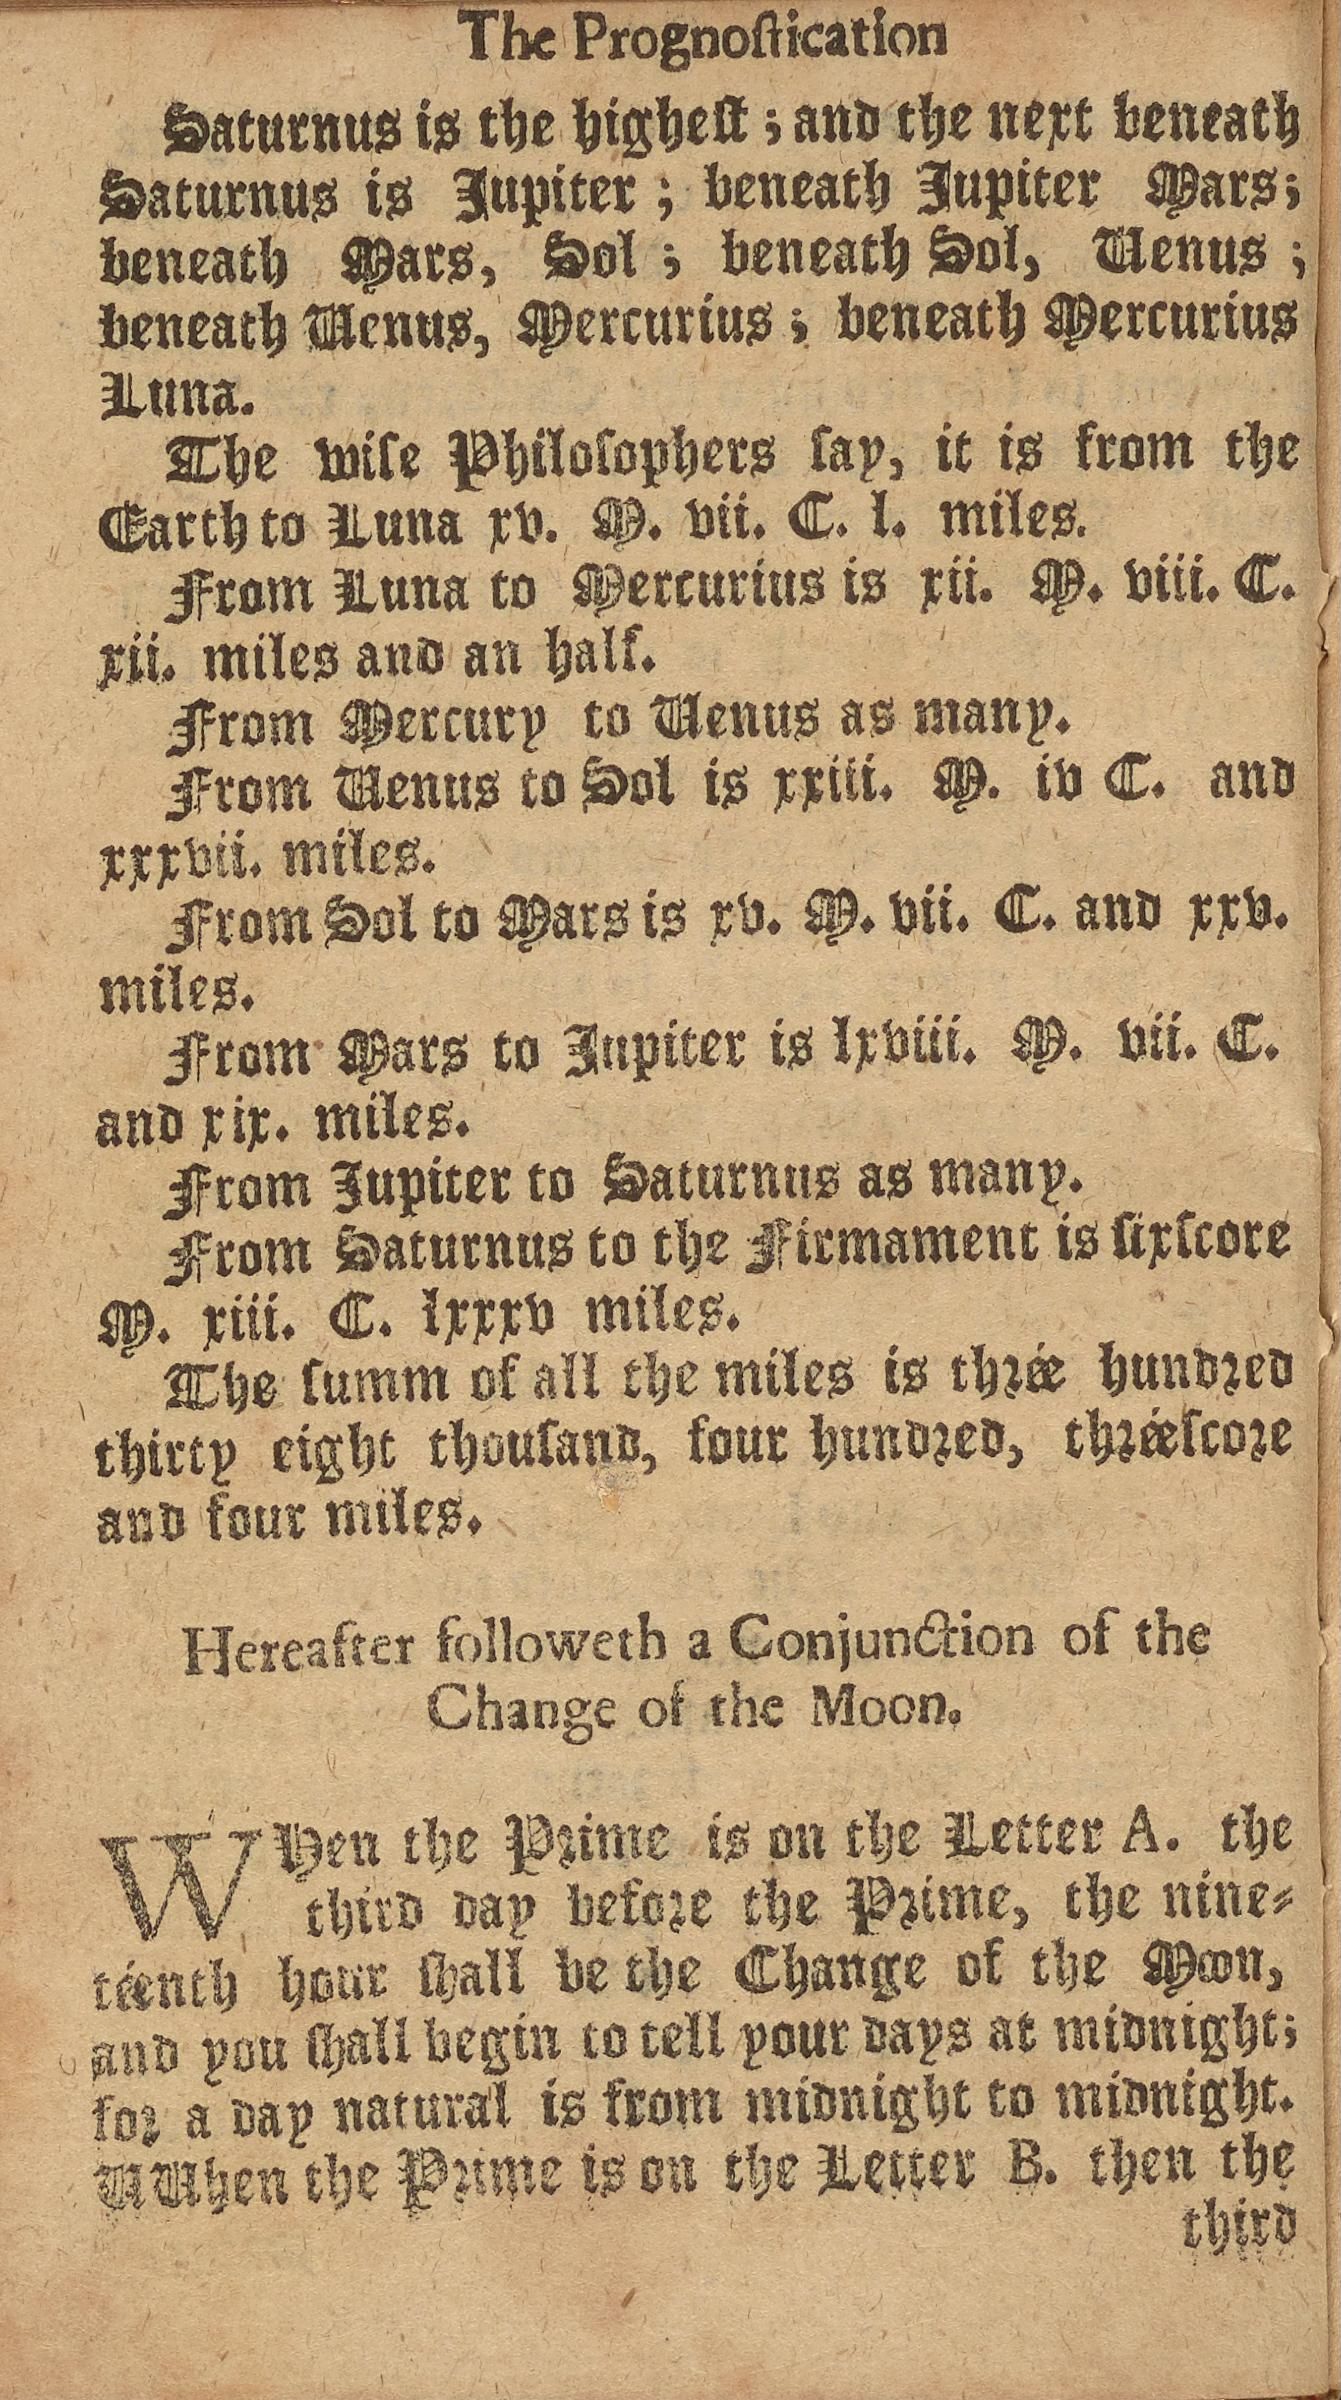 The Prognoſtication
Saturnus is the higheſt; and the next beneath
Saturnus is Jupiter; beneath Jupiter Mars;
beneath Mars, Sol; beneath Sol, Uenus;
beneath Uenus, Mercurius; beneath Mercurius
Luna.
The wiſe Philoſophers ſay, it is from the
Earth to Luna xv. M. vii. C. l. miles.
From Luna to Mercurius is xii. M. viii. C.
xii. miles and an half.
From Mercury to Uenus as many.
From Uenus to Sol is xxiii. M. iv C. and
xxxvii. miles.
From Sol to Mars is xv. M. vii. C. and xxv.
miles.
From Mars to Jupiter is lxviii. M. vii. C.
and xix. miles.
From Jupiter to Saturnus as many.
From Saturnus to the Firmament is ſixſcore
M. xiii. C. lxxxv miles.
The ſumm of all the miles is thrée hundred
thirty eight thouſand, four hundred, thréeſcore
and four miles.
Hereafter followeth a Conjunction of the
Change of the Moon.
WHen the Prime is on the Letter A. the
third day before the Prime, the nine-
téenth hour ſhall be the Change of the Moon,
and you ſhall begin to tell your days at midnight;
for a day natural is from midnight to midnight.
UUhen the Prime is on the Letter B. then the
third